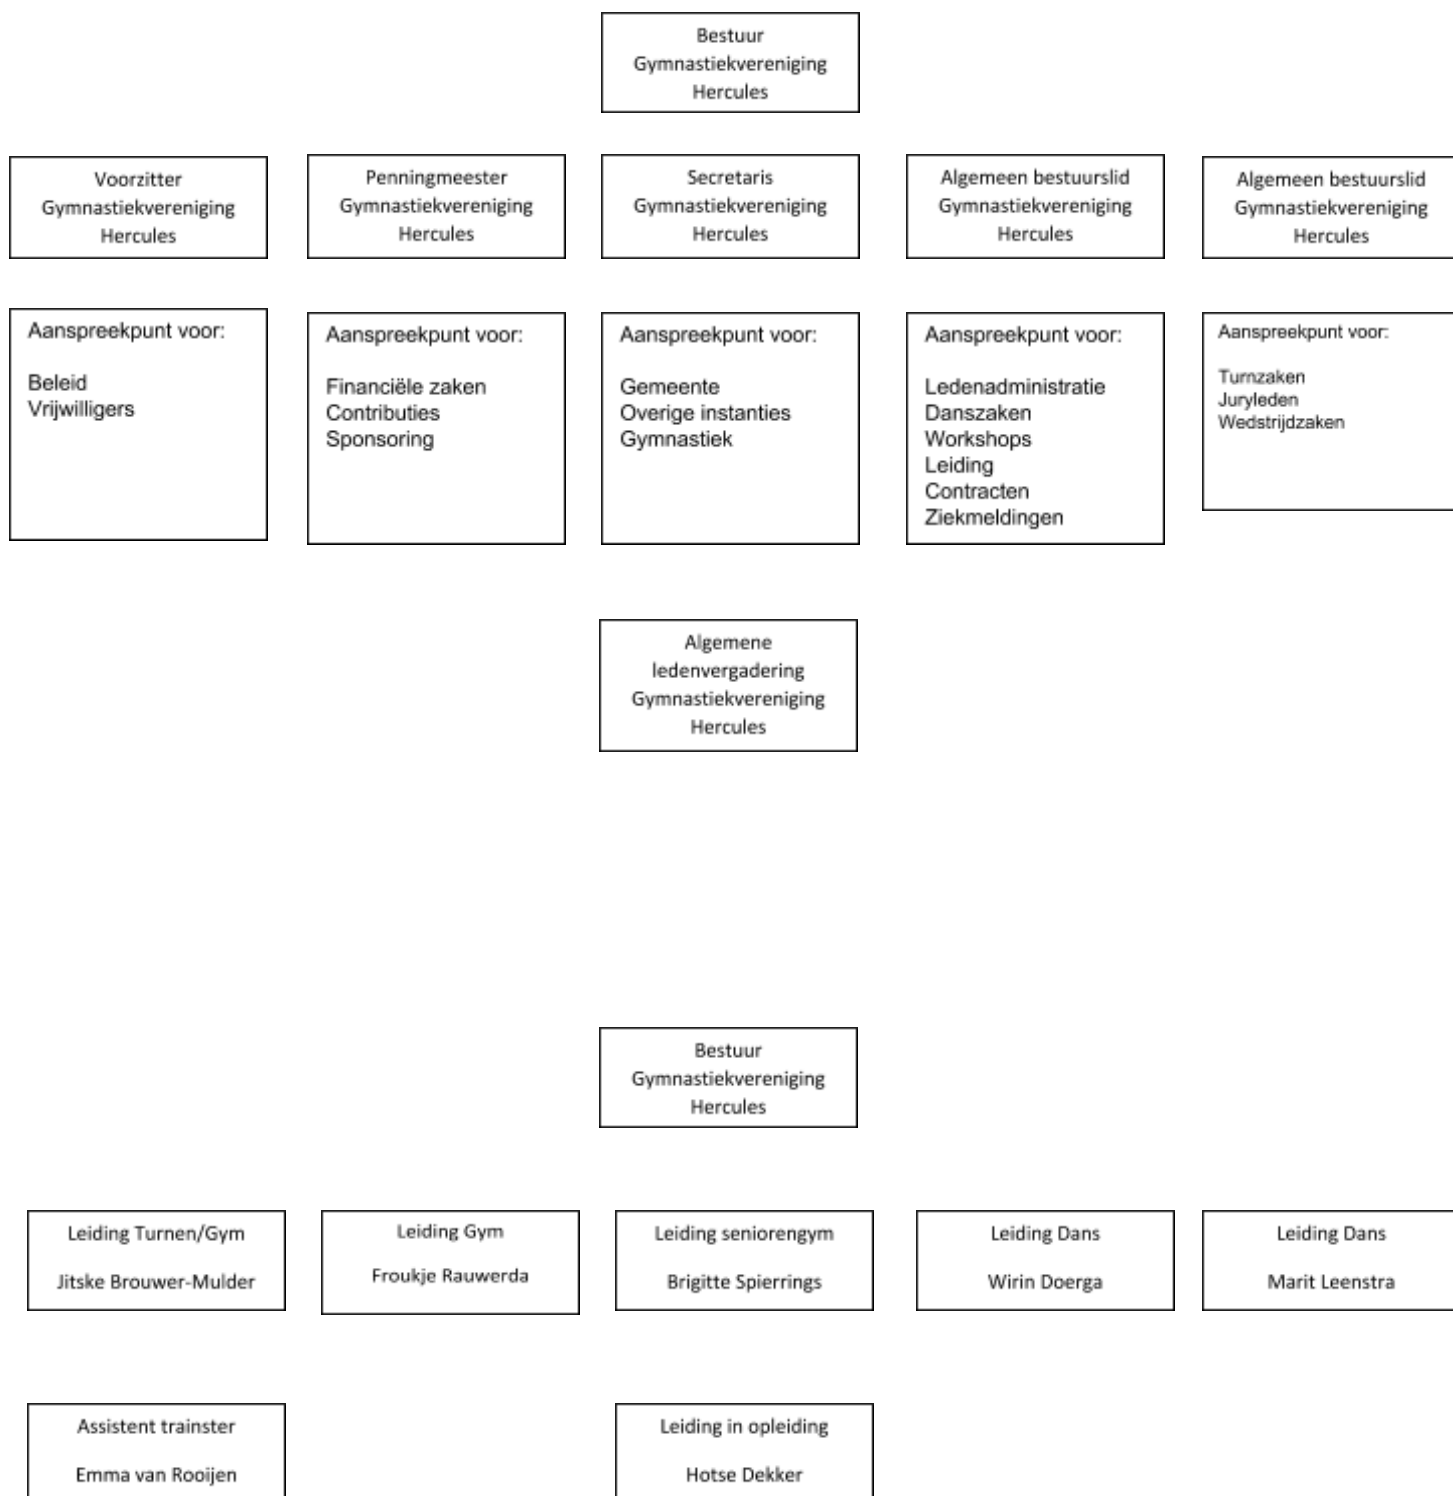 Bestuur
Gymnastiekvereniging
Hercules
Voorzitter
Gymnastiekvereniging
Hercules
Penningmeester
Gymnastiekvereniging
Hercules
Secretaris
Gymnastiekvereniging
Hercules
Algemeen bestuurslid
Gymnastiekvereniging
Hercules
Algemeen bestuurslid
Gymnastiekvereniging
Hercules
Aanspreekpunt voor:
Beleid
Vrijwilligers
Aanspreekpunt voor:
Financiële zaken
Contributies
Sponsoring
Aanspreekpunt voor:
Gemeente
Overige instanties
Gymnastiek
Aanspreekpunt voor:
Ledenadministratie
Danszaken
Workshops
Leiding
Contracten
Ziekmeldingen
Aanspreekpunt voor:
Turnzaken
Juryleden
Wedstrijdzaken
Algemene
ledenvergadering
Gymnastiekvereniging
Hercules
Bestuur
Gymnastiekvereniging
Hercules
Leiding Turnen/Gym
Jitske Brouwer-Mulder
Leiding Gym
Froukje Rauwerda
Leiding seniorengym
Brigitte Spierrings
Leiding Dans
Wirin Doerga
Leiding Dans
Marit Leenstra
Assistent trainster
Emma van Rooijen
Leiding in opleiding
Hotse Dekker